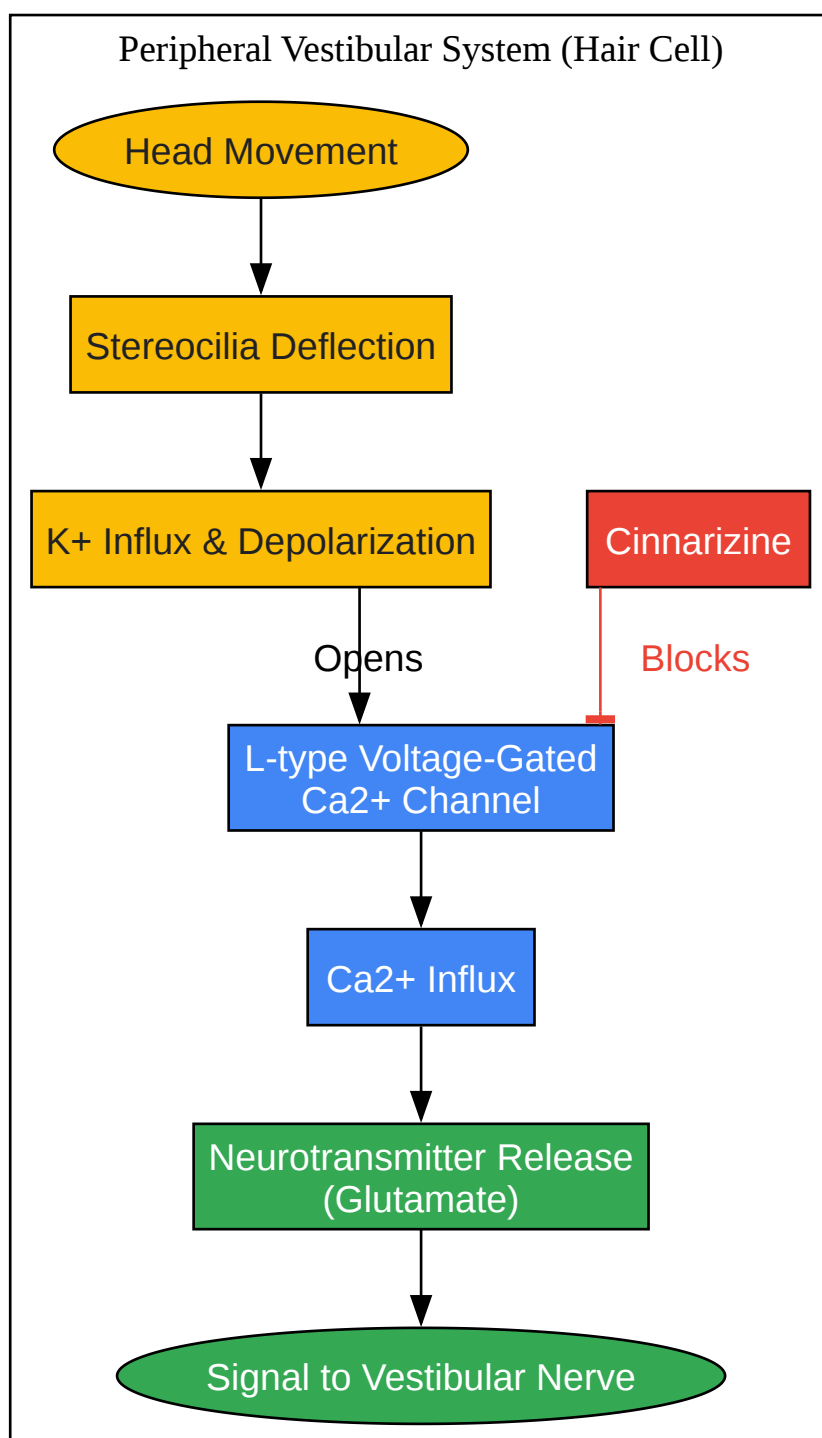 Peripheral Vestibular System (Hair Cell)
Head Movement
Stereocilia Deflection
K+ Influx & Depolarization
Cinnarizine
Opens
Blocks
L-type Voltage-Gated
Ca2+ Channel
Ca2+ Influx
Neurotransmitter Release
(Glutamate)
Signal to Vestibular Nerve